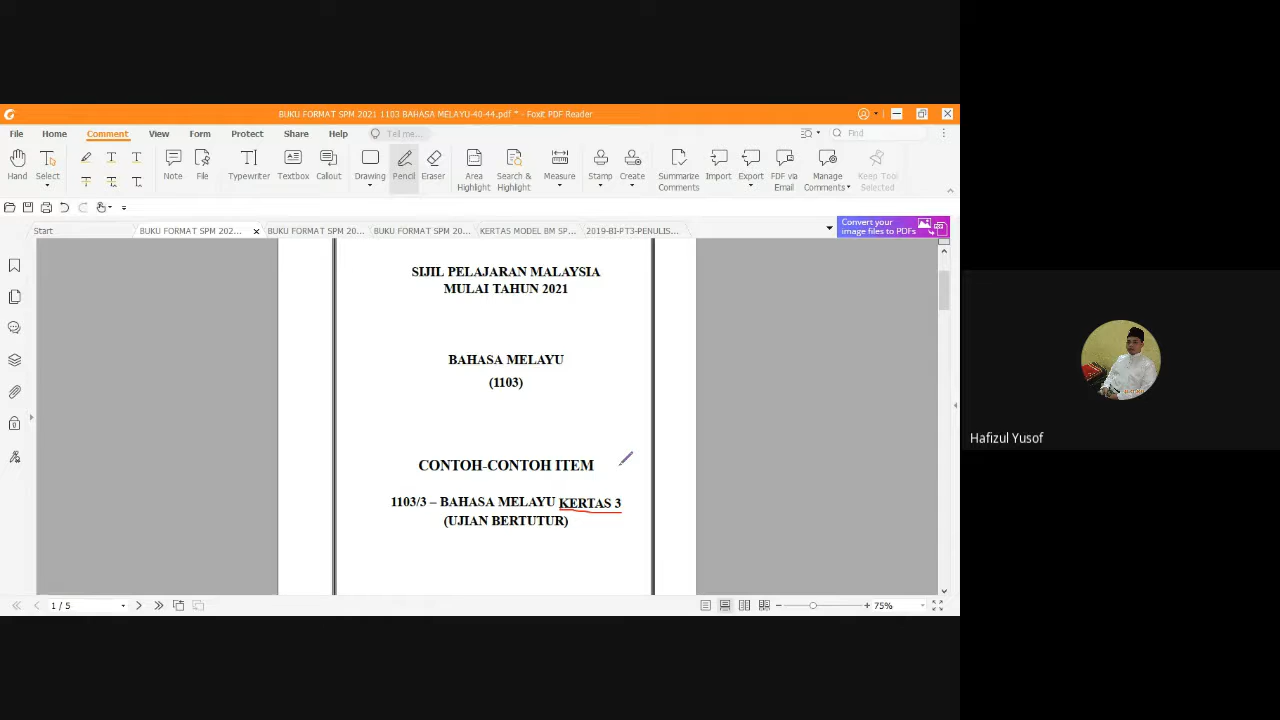 BUKU FORMAT SPM 2021 1103 BAHASA MELAYU-40-44.pdf * - Foxit PDF Reader
File Home Comment View Form Protect Share Help Tell me... Find
Hand Select Note File Typewriter Textbox Callout Drawing Pencil Eraser Area Highlight Search & Highlight Measure Stamp Create Summarize Comments Import Export FDF via Email Manage Comments Keep Tool Selected
Start BUKU FORMAT SPM 202... BUKU FORMAT SPM 20... BUKU FORMAT SPM 20... KERTAS MODEL BM SP... 2019-BI-PT3-PENULIS...
Convert your
image files to PDFs
SIJIL PELAJARAN MALAYSIA
MULAI TAHUN 2021
BAHASA MELAYU
(1103)
CONTOH-CONTOH ITEM
1103/3 – BAHASA MELAYU KERTAS 3
(UJIAN BERTUTUR)
Hafizul Yusof
1 / 5
75%